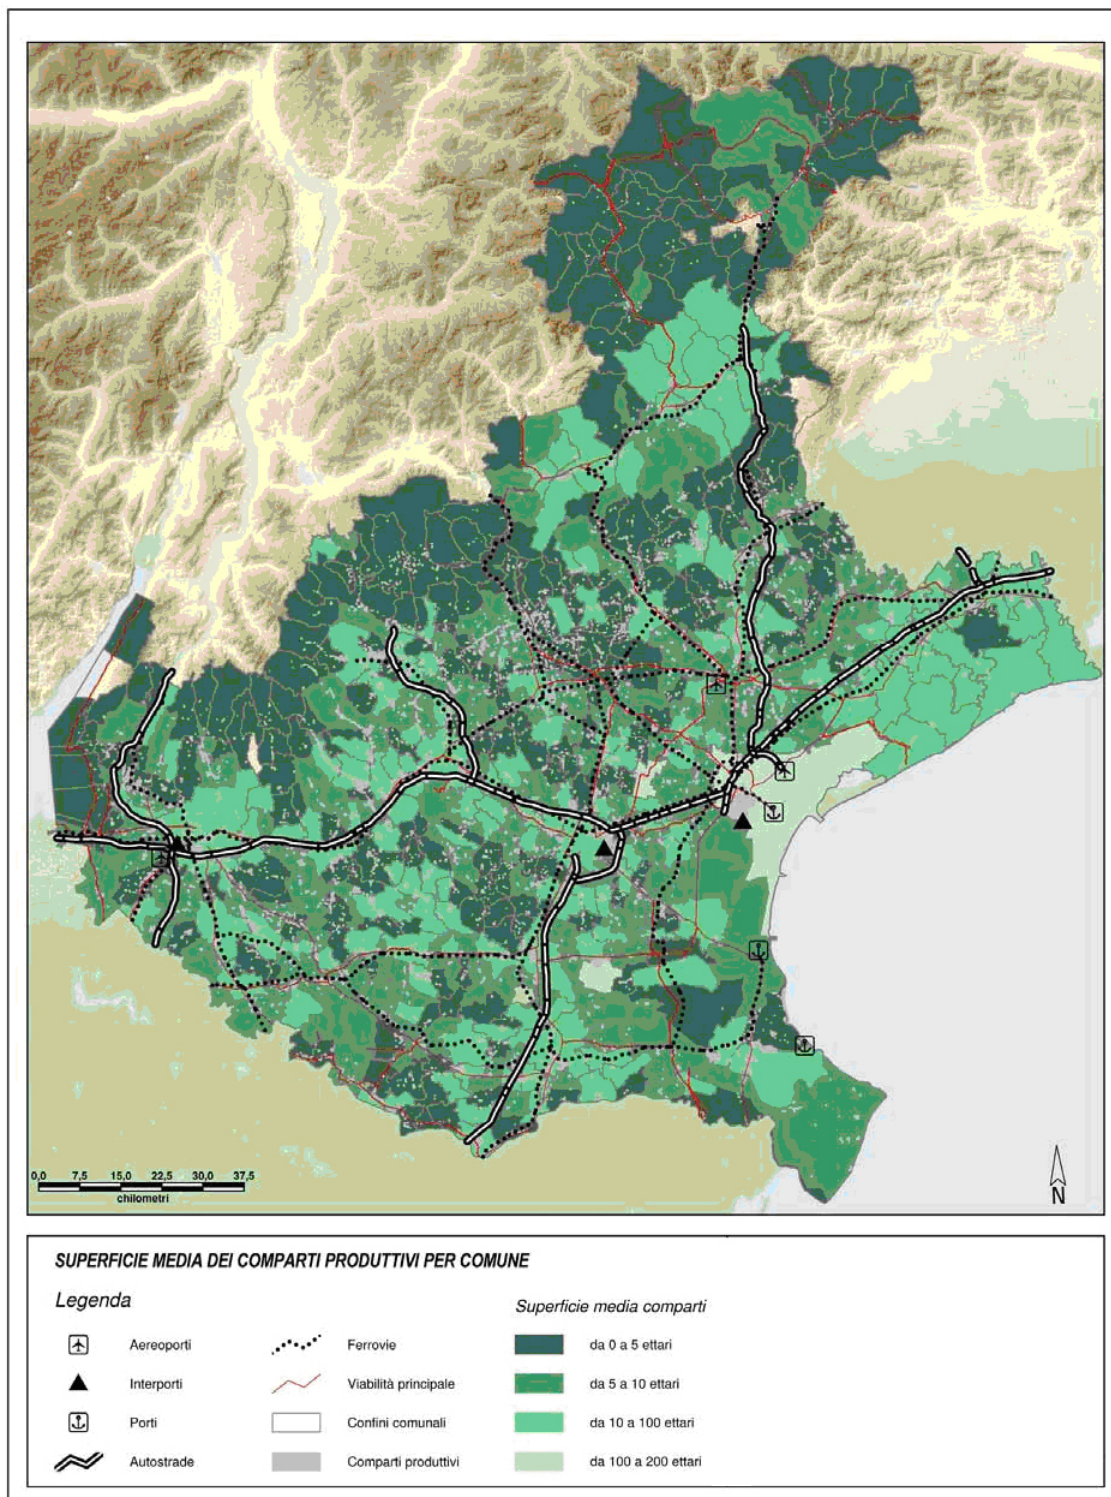 0,0 7,5 15,0 22,5 30,0 37,5
chilometri
N
SUPERFICIE MEDIA DEI COMPARTI PRODUTTIVI PER COMUNE
Legenda
Superficie media comparti
Aereoporti
Ferrovie
da 0 a 5 ettari
Interporti
Viabilità principale
da 5 a 10 ettari
Porti
Confini comunali
da 10 a 100 ettari
Autostrade
Comparti produttivi
da 100 a 200 ettari